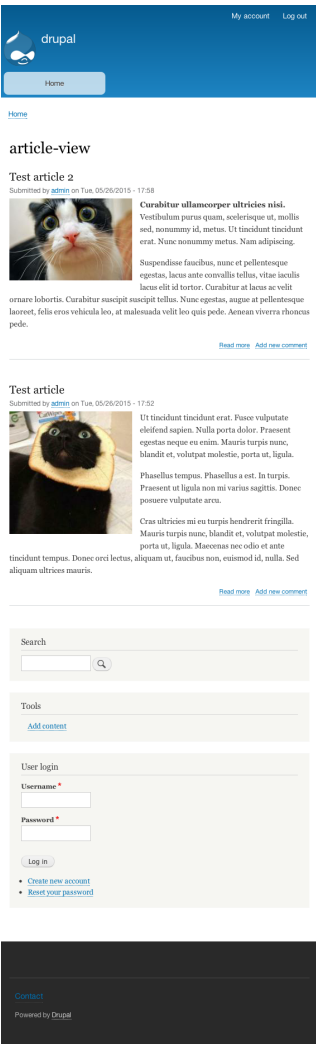 My account Log out
drupal
Home
Home
article-view
Test article 2
Submitted by admin on Tue, 05/26/2015 - 17:58
Curabitur ullamcorper ultricies nisi.
Vestibulum purus quam, scelerisque ut, mollis
sed, nonummy id, metus. Ut tincidunt tincidunt
erat. Nunc nonummy metus. Nam adipiscing.
Suspendisse faucibus, nunc et pellentesque
egestas, lacus ante convallis tellus, vitae iaculis
lacus elit id tortor. Curabitur at lacus ac velit
ornare lobortis. Curabitur suscipit suscipit tellus. Nunc egestas, augue at pellentesque
laoreet, felis eros vehicula leo, at malesuada velit leo quis pede. Aenean viverra rhoncus
pede.
Read more Add new comment
Test article
Submitted by admin on Tue, 05/26/2015 - 17:52
Ut tincidunt tincidunt erat. Fusce vulputate
eleifend sapien. Nulla porta dolor. Praesent
egestas neque eu enim. Mauris turpis nunc,
blandit et, volutpat molestie, porta ut, ligula.
Phasellus tempus. Phasellus a est. In turpis.
Praesent ut ligula non mi varius sagittis. Donec
posuere vulputate arcu.
Cras ultricies mi eu turpis hendrerit fringilla.
Mauris turpis nunc, blandit et, volutpat molestie,
porta ut, ligula. Maecenas nec odio et ante
tincidunt tempus. Donec orci lectus, aliquam ut, faucibus non, euismod id, nulla. Sed
aliquam ultrices mauris.
Read more Add new comment
Search
Tools
Add content
User login
Username *
Password *
Log in
• Create new account
• Reset your password
Contact
Powered by Drupal